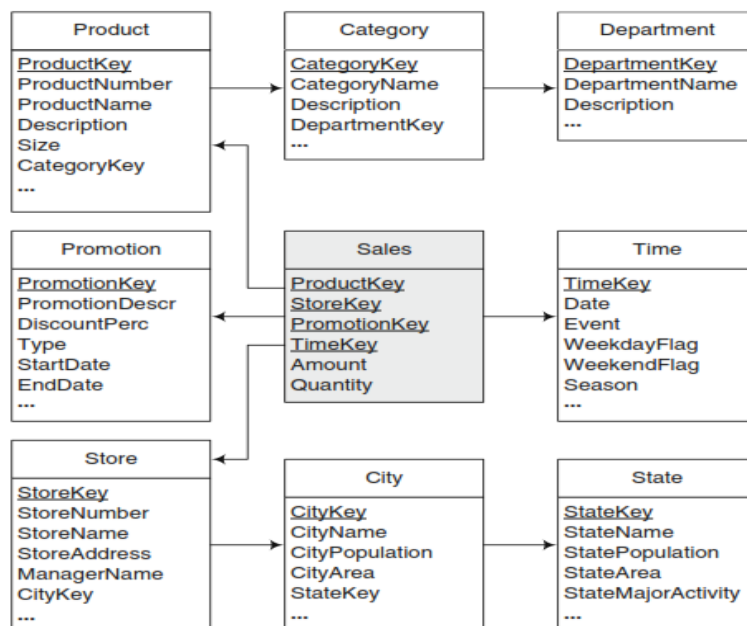 Product
ProductKey
ProductNumber
ProductName
Description
Size
CategoryKey
...
Category
CategoryKey
CategoryName
Description
DepartmentKey
...
Department
DepartmentKey
DepartmentName
Description
...
Promotion
PromotionKey
PromotionDescr
DiscountPerc
Type
StartDate
EndDate
...
Sales
ProductKey
StoreKey
PromotionKey
TimeKey
Amount
Quantity
Time
TimeKey
Date
Event
WeekdayFlag
WeekendFlag
Season
...
Store
StoreKey
StoreNumber
StoreName
StoreAddress
ManagerName
CityKey
...
City
CityKey
CityName
CityPopulation
CityArea
StateKey
...
State
StateKey
StateName
StatePopulation
StateArea
StateMajorActivity
...